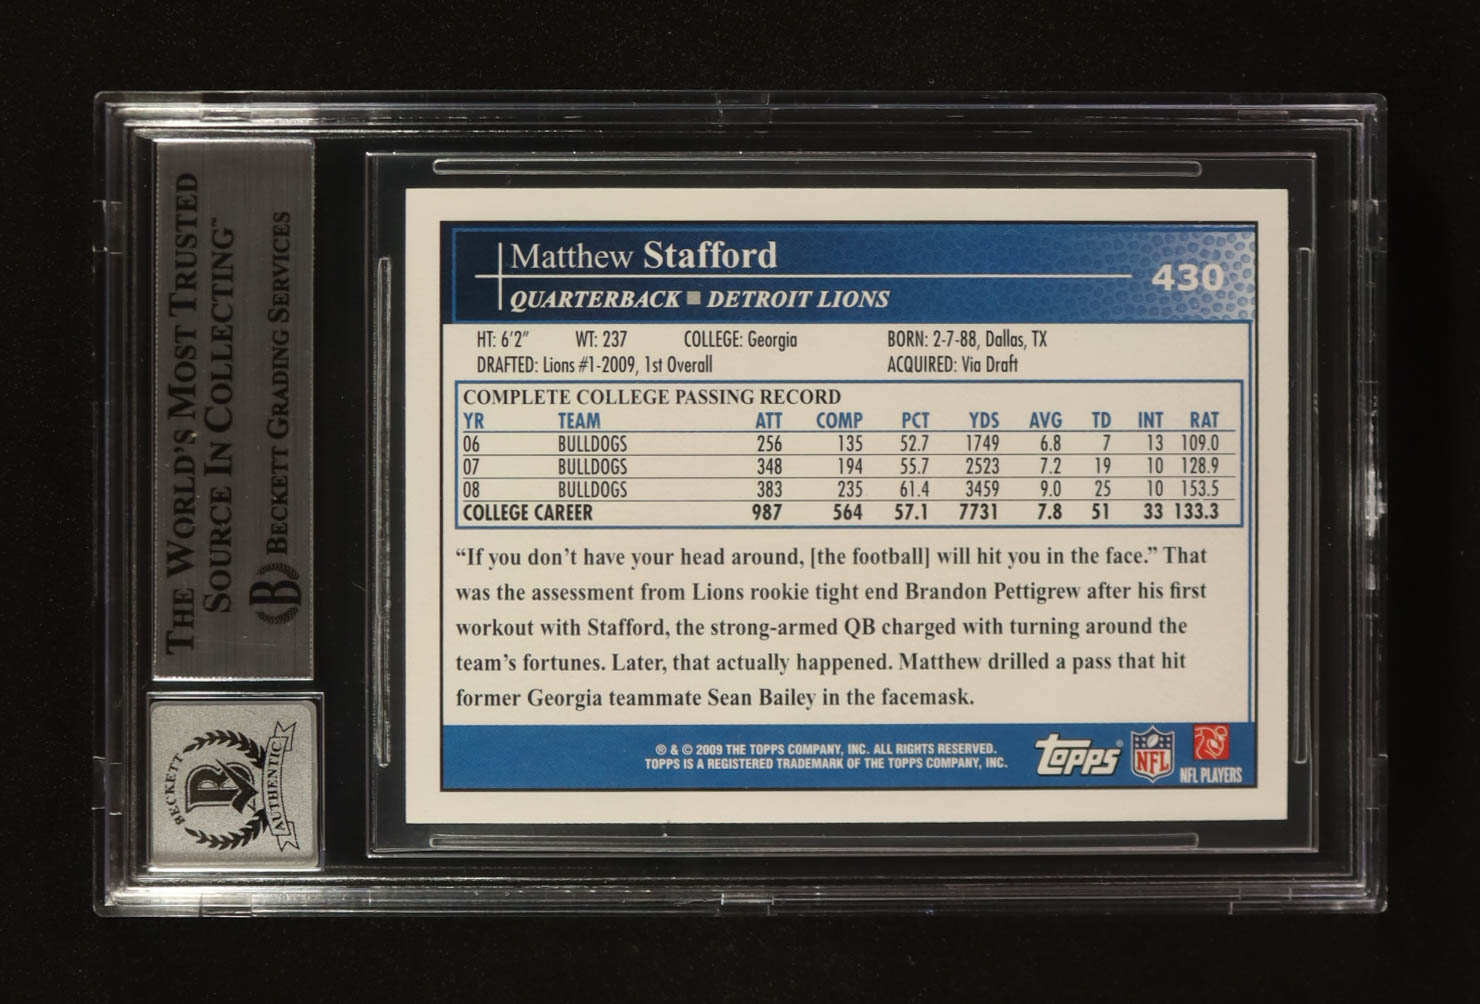 THE WORLD'S MOST TRUSTED
SOURCE IN COLLECTING™
B BECKETT GRADING SERVICES
BECKETT
B
AUTHENTIC
Matthew Stafford
430
QUARTERBACK ■ DETROIT LIONS
HT: 6'2" WT: 237 COLLEGE: Georgia BORN: 2-7-88, Dallas, TX
DRAFTED: Lions #1-2009, 1st Overall ACQUIRED: Via Draft
COMPLETE COLLEGE PASSING RECORD
YR TEAM ATT COMP PCT YDS AVG TD INT RAT
06 BULLDOGS 256 135 52.7 1749 6.8 7 13 109.0
07 BULLDOGS 348 194 55.7 2523 7.2 19 10 128.9
08 BULLDOGS 383 235 61.4 3459 9.0 25 10 153.5
COLLEGE CAREER 987 564 57.1 7731 7.8 51 33 133.3
“If you don’t have your head around, [the football] will hit you in the face.” That
was the assessment from Lions rookie tight end Brandon Pettigrew after his first
workout with Stafford, the strong-armed QB charged with turning around the
team’s fortunes. Later, that actually happened. Matthew drilled a pass that hit
former Georgia teammate Sean Bailey in the facemask.
® & © 2009 THE TOPPS COMPANY, INC. ALL RIGHTS RESERVED.
TOPPS IS A REGISTERED TRADEMARK OF THE TOPPS COMPANY, INC.
Topps®
NFL
NFL PLAYERS